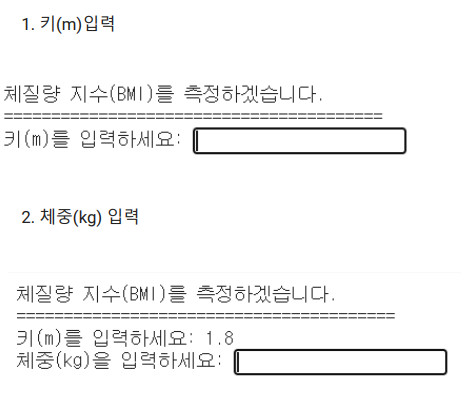 1. 키(m)입력
체질량 지수(BMI)를 측정하겠습니다.
========================================
키(m)를 입력하세요:
2. 체중(kg) 입력
체질량 지수(BMI)를 측정하겠습니다.
========================================
키(m)를 입력하세요: 1.8
체중(kg)을 입력하세요: